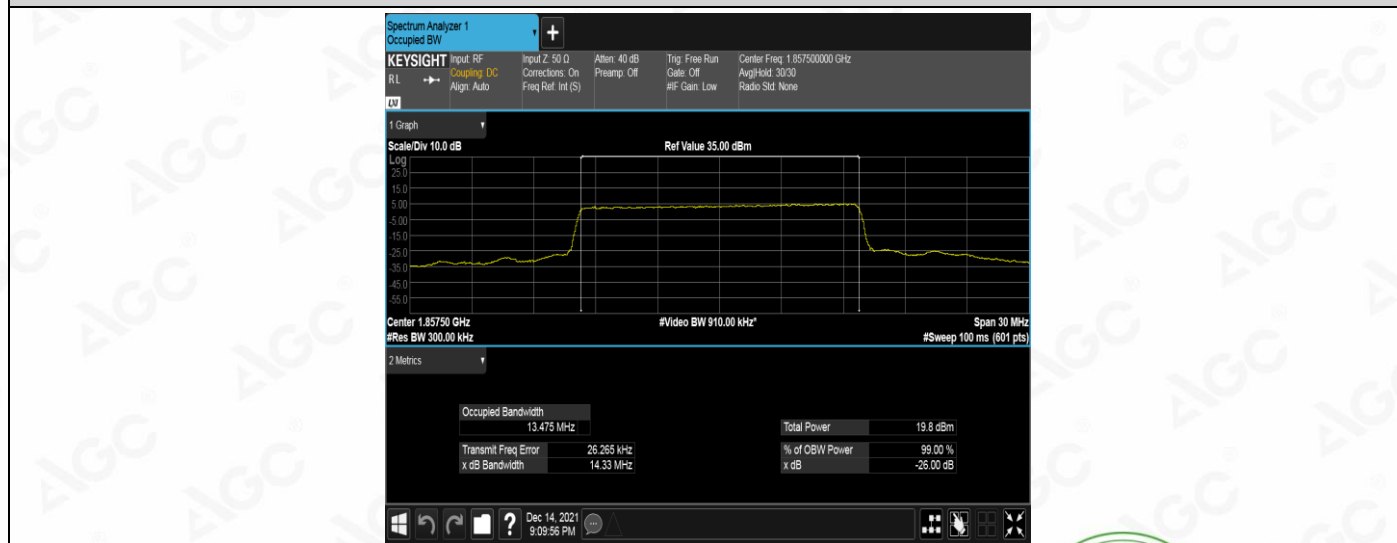 Spectrum Analyzer 1
Occupied BW
+
KEYSIGHT Input: RF Input Z: 50 Ω Atten: 40 dB Trig: Free Run Center Freq: 1.857500000 GHz
RL Coupling: DC Corrections: On Preamp: Off Gate: Off Avg|Hold: 30/30
Align: Auto Freq Ref: Int (S) #IF Gain: Low Radio Std: None
LXI
1 Graph
Scale/Div 10.0 dB Ref Value 35.00 dBm
Log
25.0
15.0
5.00
-5.00
-15.0
-25.0
-35.0
-45.0
-55.0
Center 1.85750 GHz #Video BW 910.00 kHz* Span 30 MHz
#Res BW 300.00 kHz #Sweep 100 ms (601 pts)
2 Metrics
Occupied Bandwidth
13.475 MHz Total Power 19.8 dBm
Transmit Freq Error 26.265 kHz % of OBW Power 99.00 %
x dB Bandwidth 14.33 MHz x dB -26.00 dB
? Dec 14, 2021
9:09:56 PM
AGC